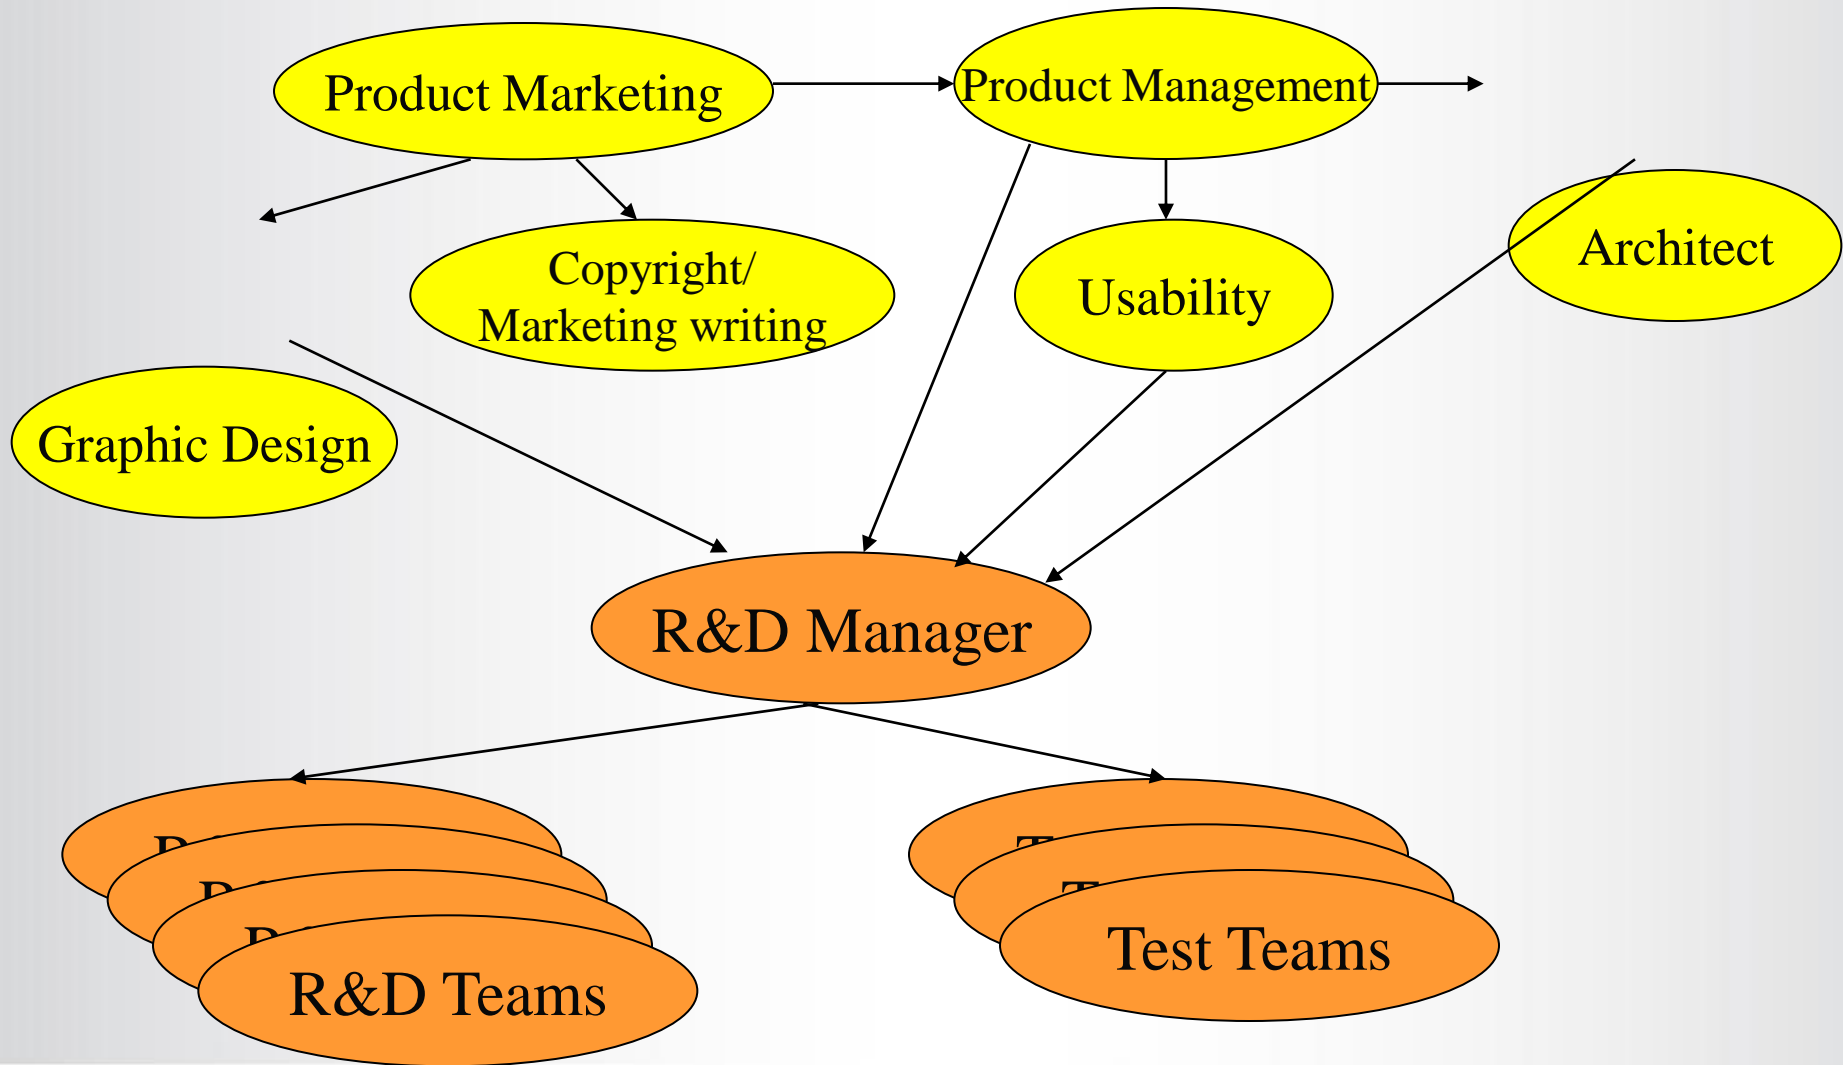 Product Marketing
Product Management
Copyright/
Marketing writing
Usability
Architect
Graphic Design
R&D Manager
R&D Teams
Test Teams